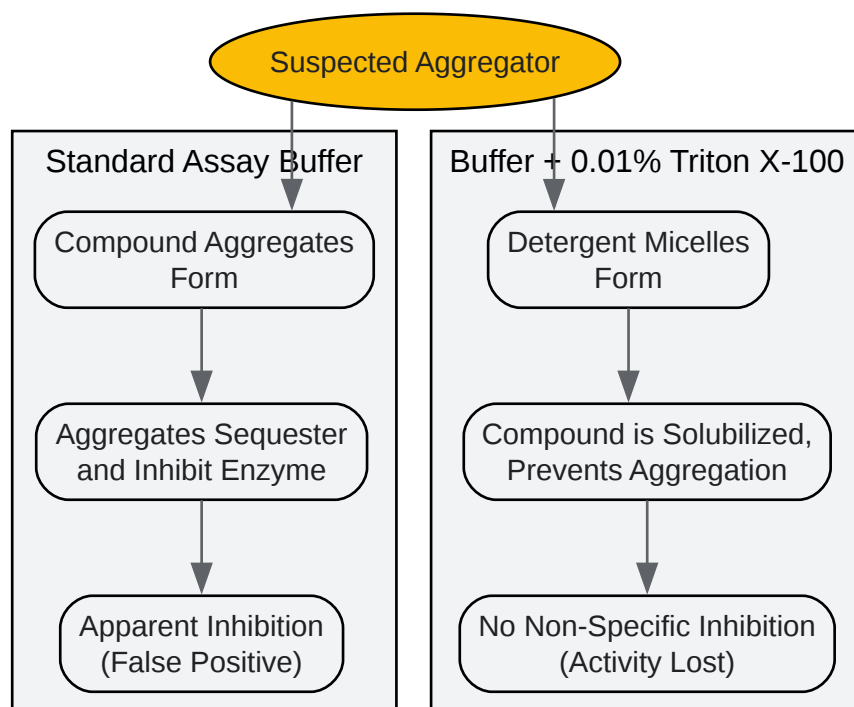 Suspected Aggregator
Standard Assay Buffer
Compound Aggregates
Form
Aggregates Sequester
and Inhibit Enzyme
Apparent Inhibition
(False Positive)
Buffer + 0.01% Triton X-100
Detergent Micelles
Form
Compound is Solubilized,
Prevents Aggregation
No Non-Specific Inhibition
(Activity Lost)